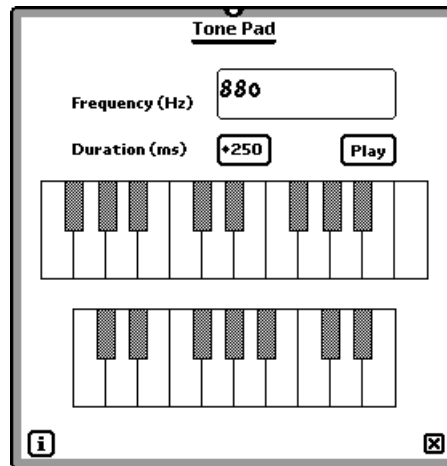 Tone Pad
Frequency (Hz) 880
Duration (ms) ♦250 Play
i